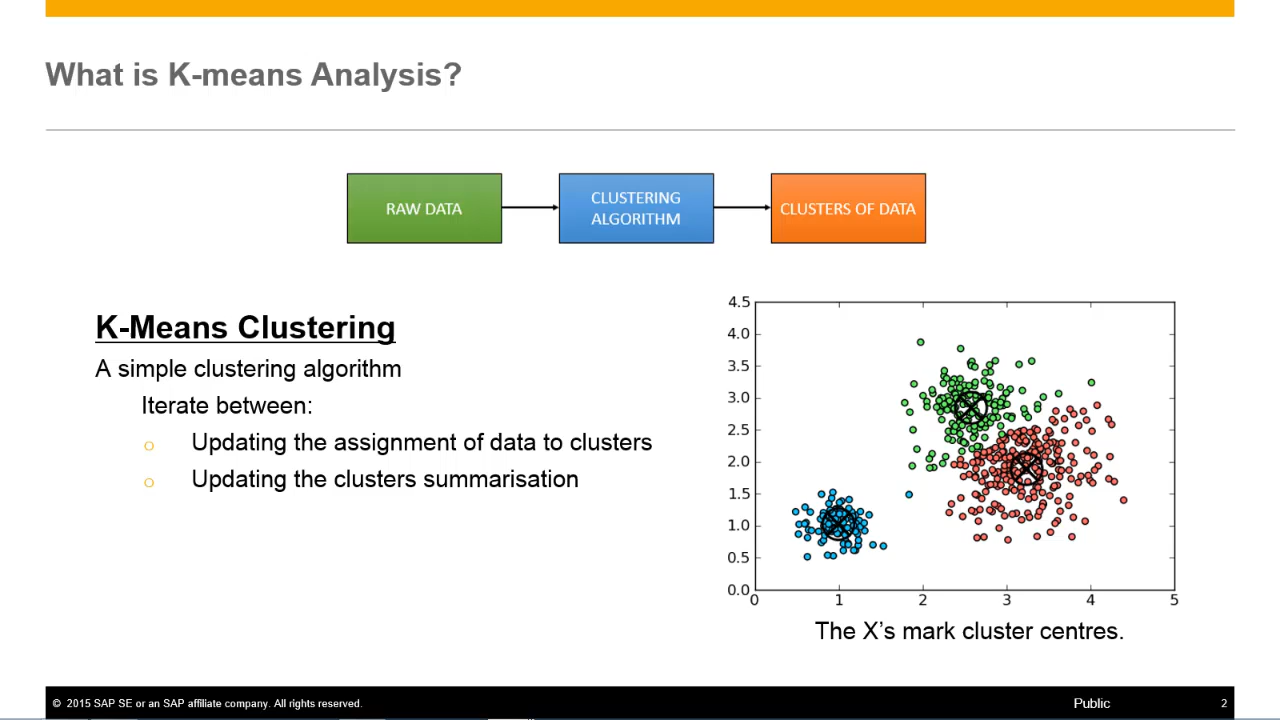 What is K-means Analysis?
RAW DATA
CLUSTERING
ALGORITHM
CLUSTERS OF DATA
K-Means Clustering
A simple clustering algorithm
Iterate between:
o Updating the assignment of data to clusters
o Updating the clusters summarisation
4.5
4.0
3.5
3.0
2.5
2.0
1.5
1.0
0.5
0.0
0 1 2 3 4 5
The X's mark cluster centres.
© 2015 SAP SE or an SAP affiliate company. All rights reserved. Public 2